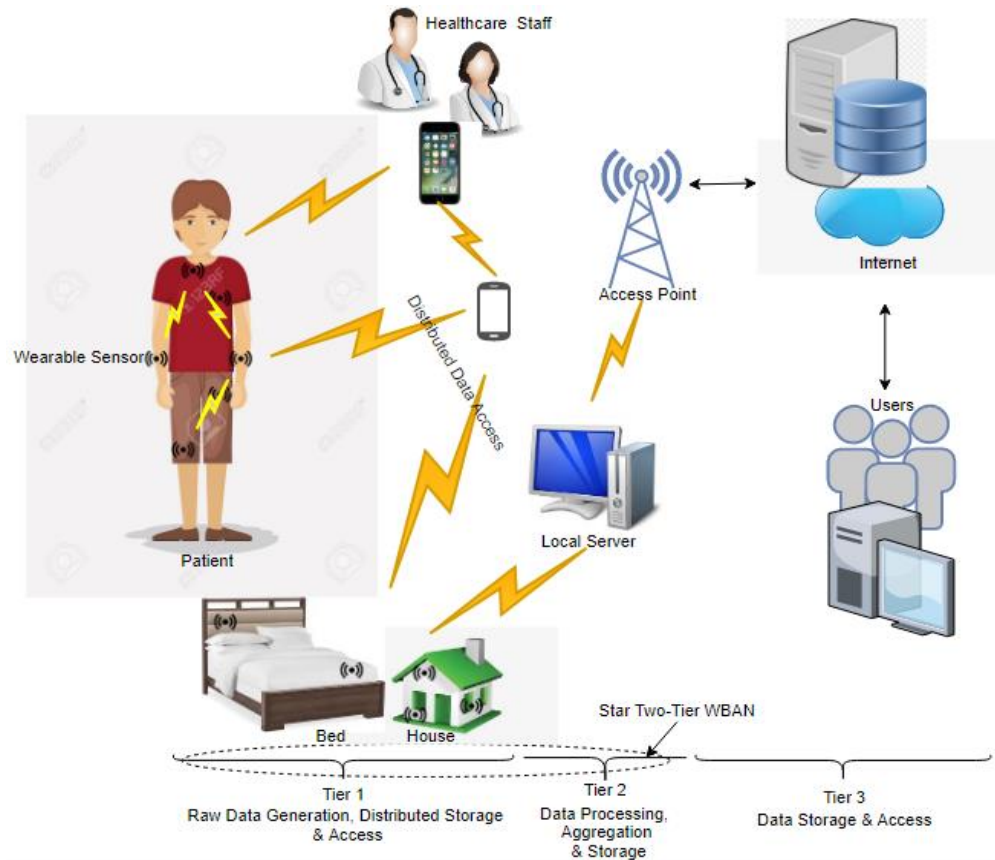 Healthcare Staff
Access Point
Internet
Distributed Data Access
Wearable Sensor
Users
Local Server
Patient
Bed
House
Star Two-Tier WBAN
Tier 1
Raw Data Generation, Distributed Storage
& Access
Tier 2
Data Processing,
Aggregation
& Storage
Tier 3
Data Storage & Access